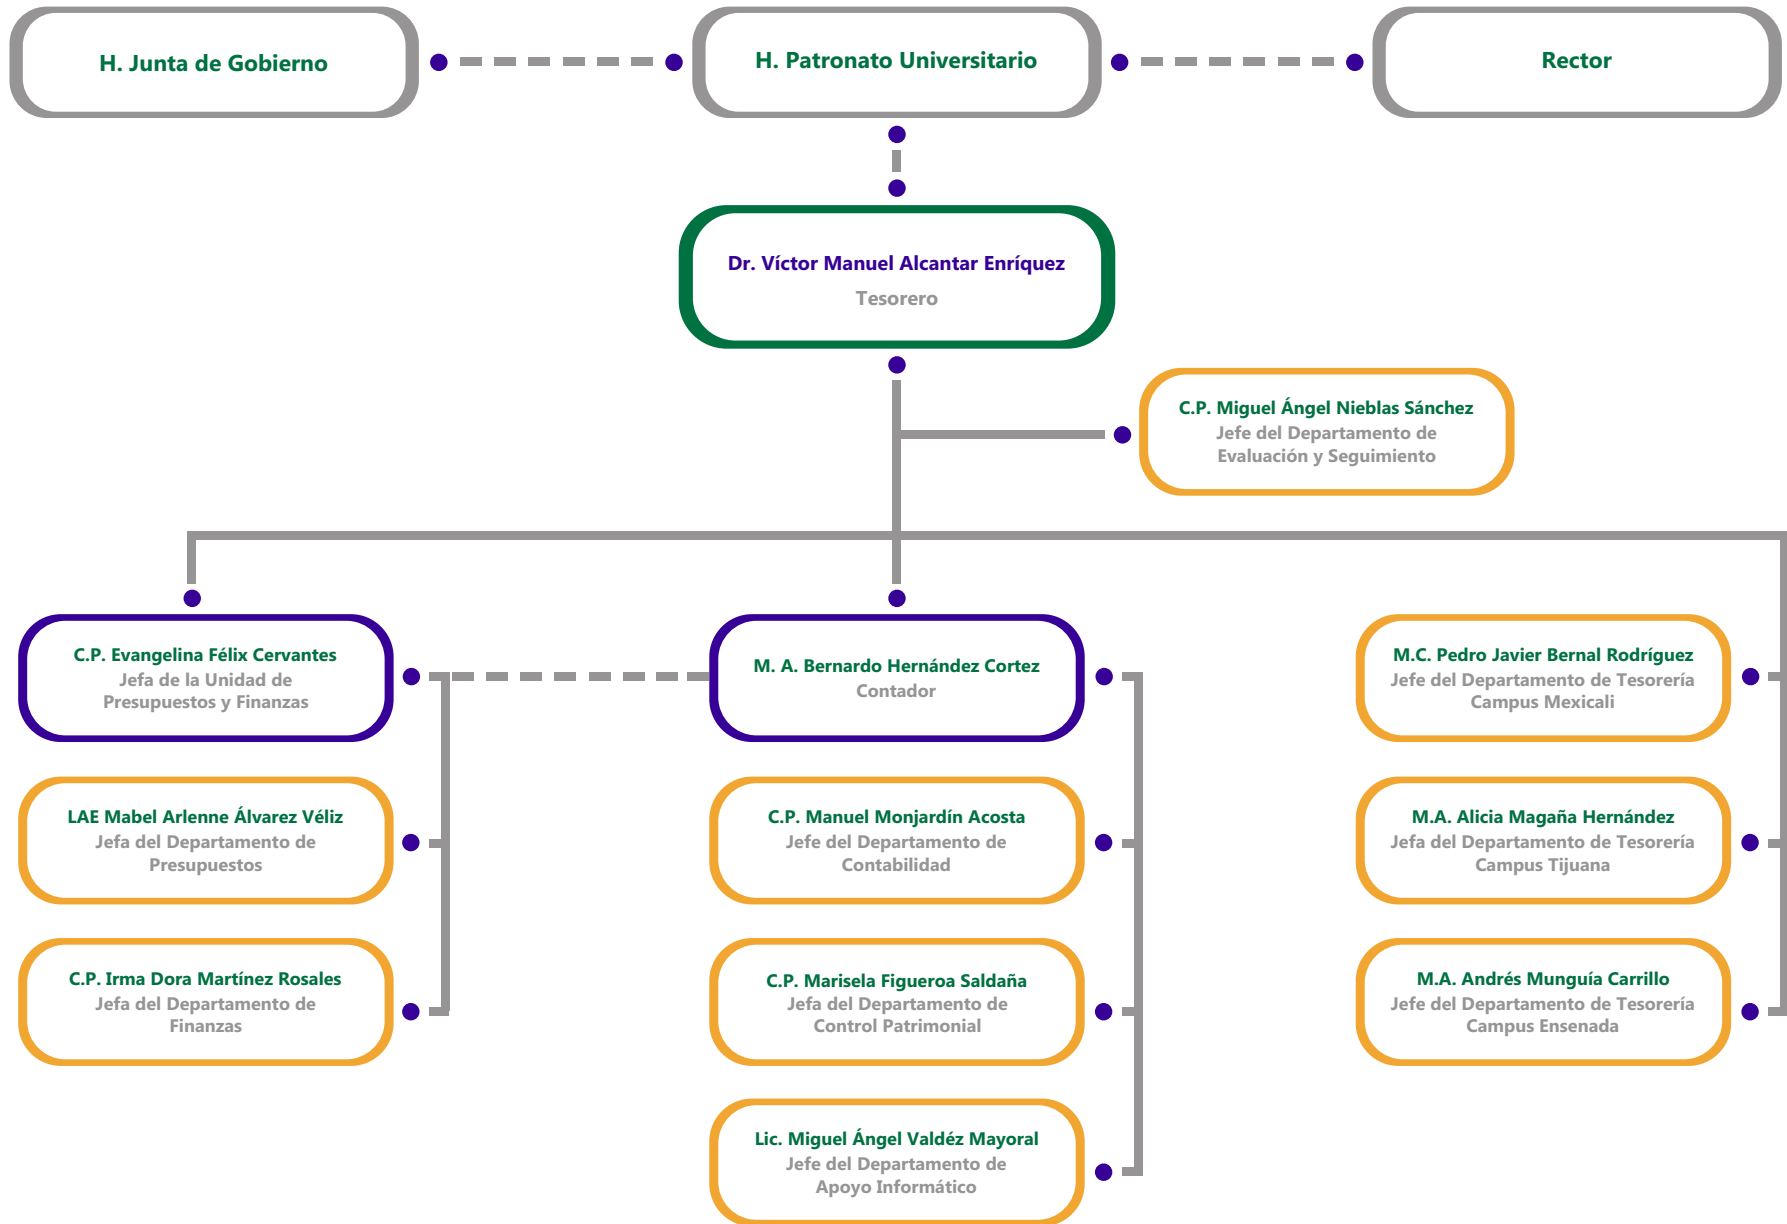 H. Junta de Gobierno
H. Patronato Universitario
Rector
Dr. Víctor Manuel Alcantar Enríquez
Tesorero
C.P. Miguel Ángel Nieblas Sánchez
Jefe del Departamento de
Evaluación y Seguimiento
C.P. Evangelina Félix Cervantes
Jefa de la Unidad de
Presupuestos y Finanzas
M. A. Bernardo Hernández Cortez
Contador
M.C. Pedro Javier Bernal Rodríguez
Jefe del Departamento de Tesorería
Campus Mexicali
LAE Mabel Arlenne Álvarez Véliz
Jefa del Departamento de
Presupuestos
C.P. Manuel Monjardín Acosta
Jefe del Departamento de
Contabilidad
M.A. Alicia Magaña Hernández
Jefa del Departamento de Tesorería
Campus Tijuana
C.P. Irma Dora Martínez Rosales
Jefa del Departamento de
Finanzas
C.P. Marisela Figueroa Saldaña
Jefa del Departamento de
Control Patrimonial
M.A. Andrés Munguía Carrillo
Jefe del Departamento de Tesorería
Campus Ensenada
Lic. Miguel Ángel Valdéz Mayoral
Jefe del Departamento de
Apoyo Informático